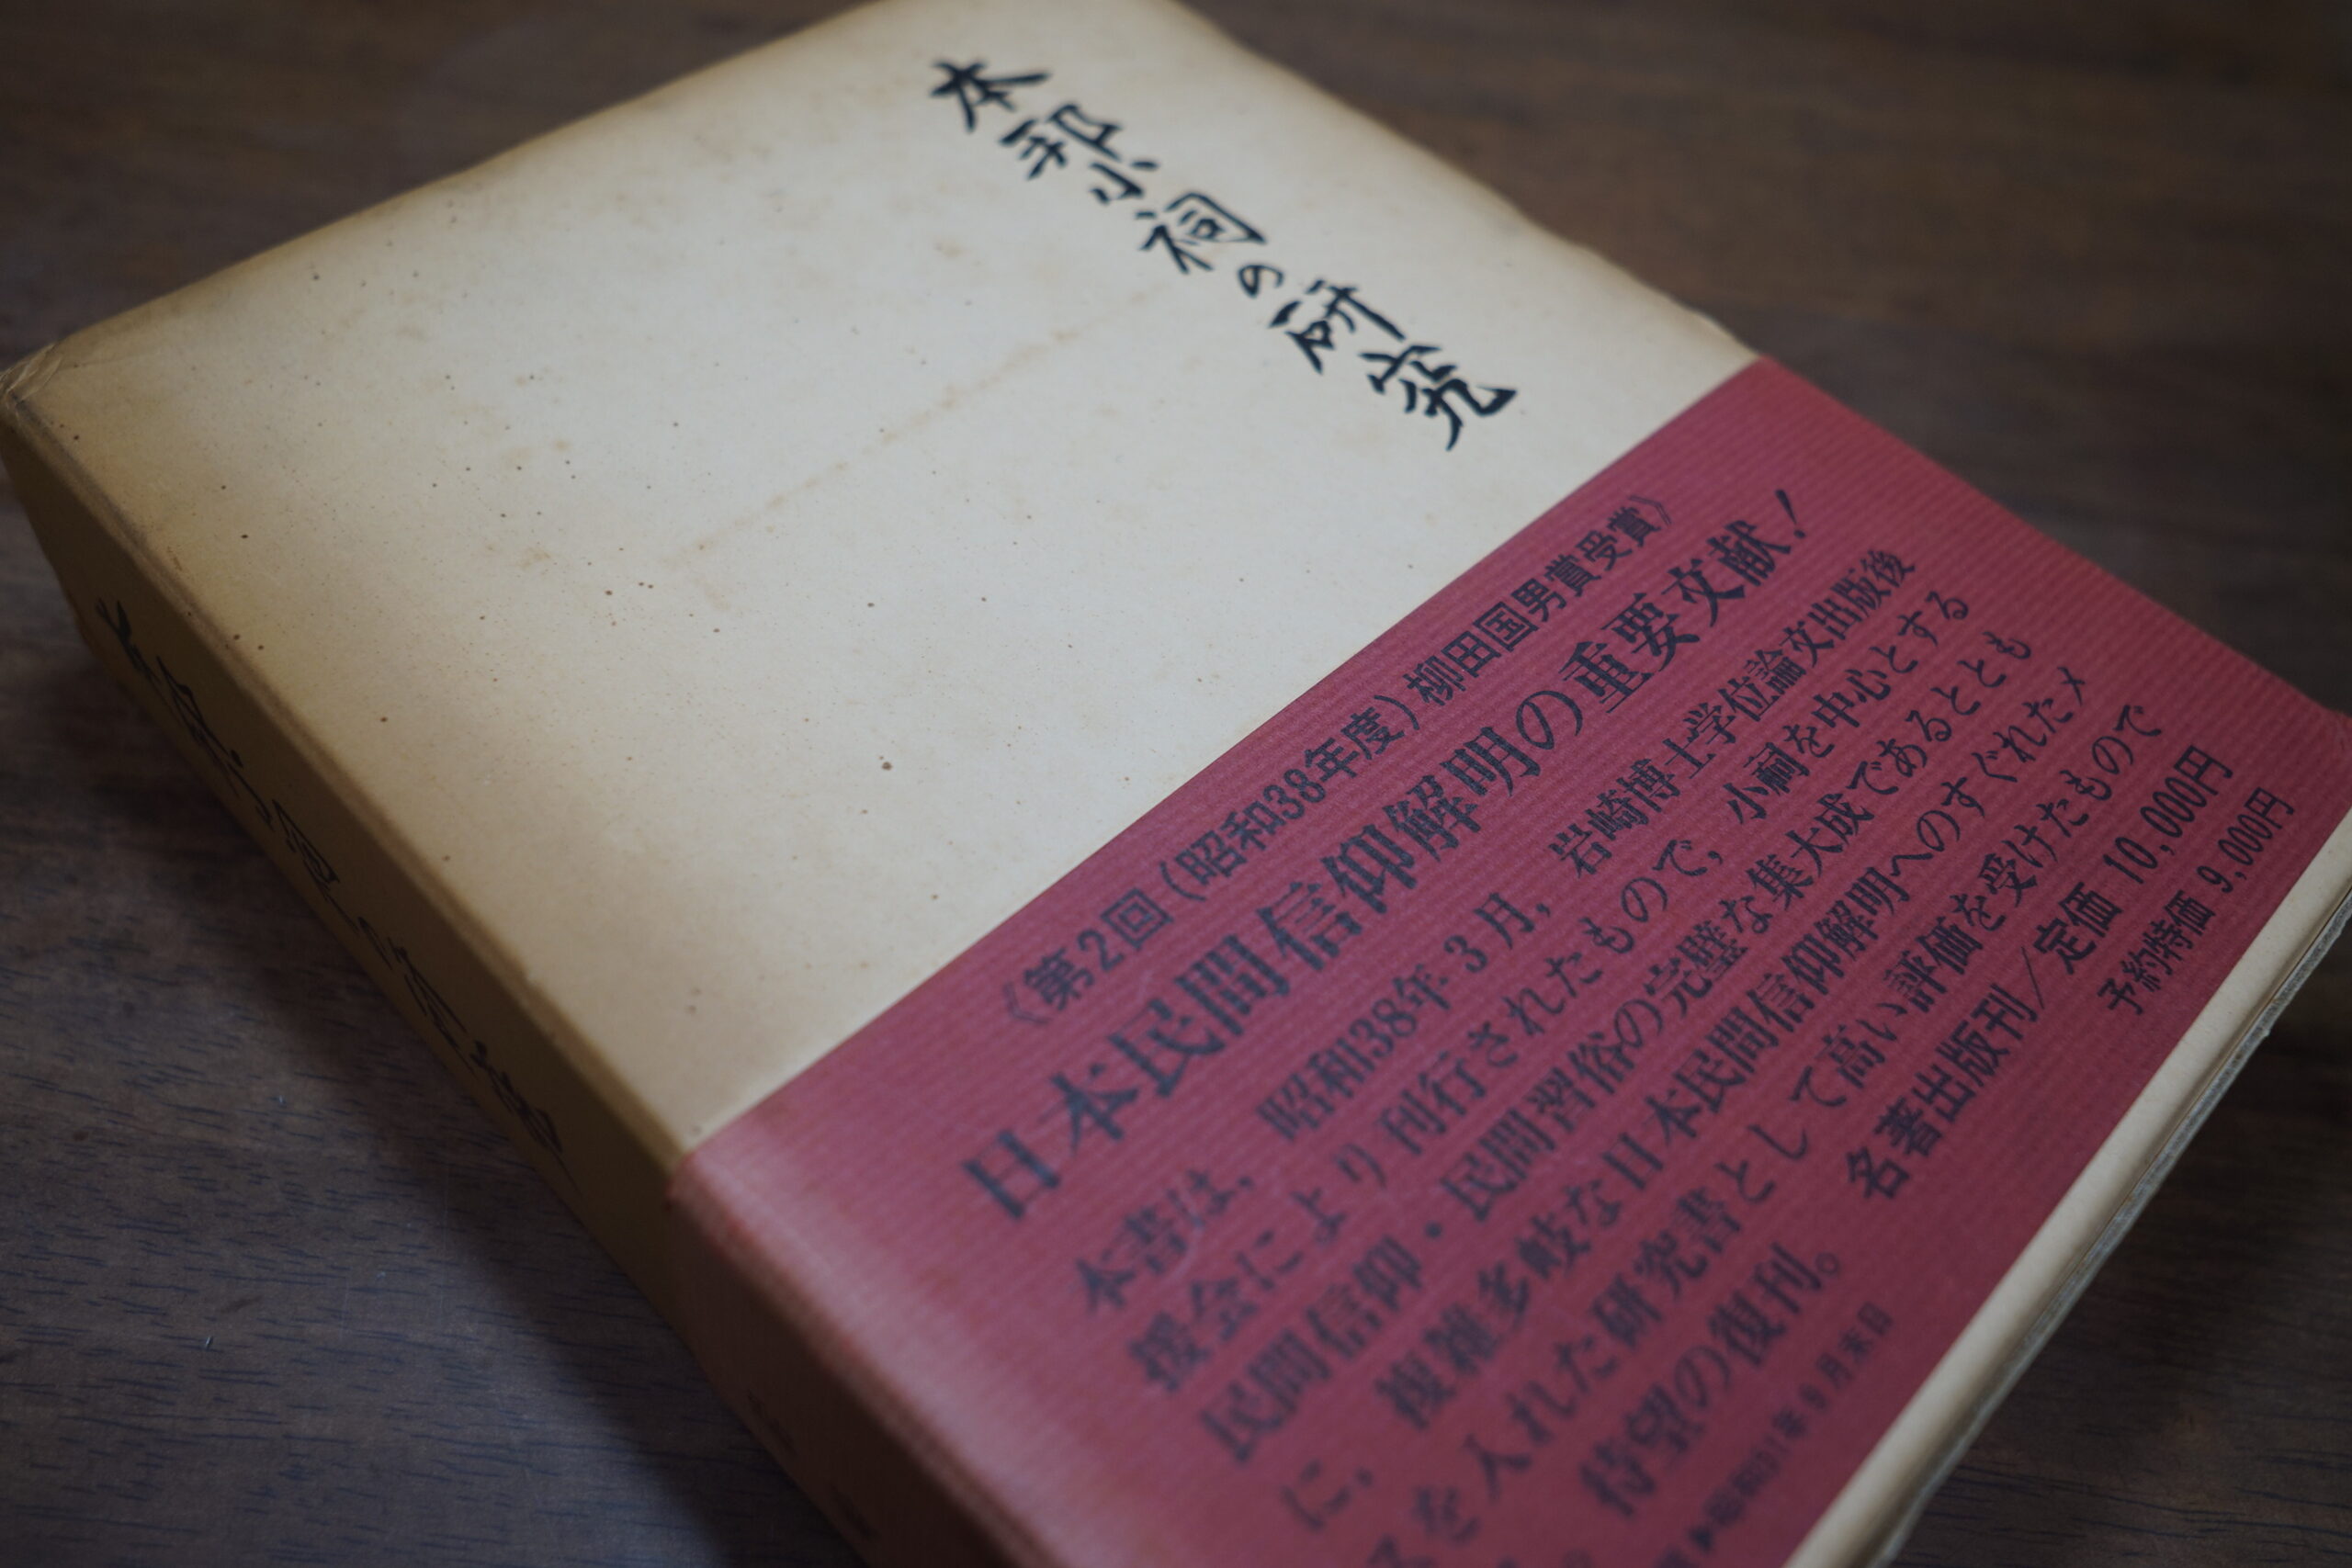 本邦小祠の研究
《第2回(昭和38年度)柳田国男賞受賞》
日本民間信仰解明の重要文献!
本書は,昭和38年3月,岩崎博士学位論文出版後
援会により刊行されたもので,小祠を中心とする
民間信仰・民間習俗の完璧な集大成であるととも
に,複雑多岐な日本民間信仰解明へのすぐれたメ
スを入れた研究書として高い評価を受けたもので
待望の復刊。
名著出版刊/定価 10,000円
予約特価 9,000円